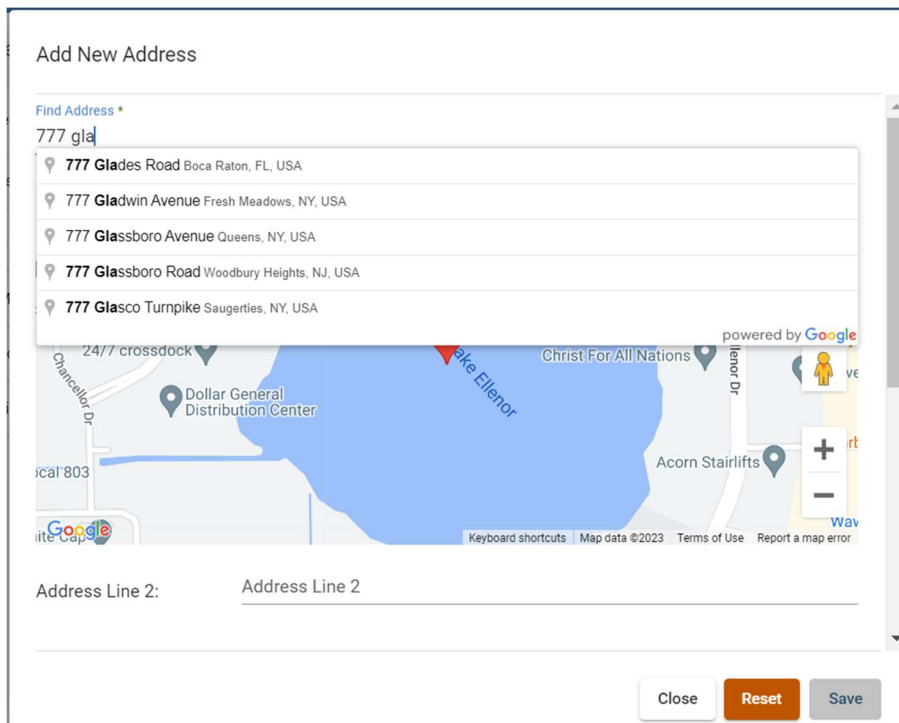 Add New Address
Find Address *
777 gla
777 Glades Road Boca Raton, FL, USA
777 Gladwin Avenue Fresh Meadows, NY, USA
777 Glassboro Avenue Queens, NY, USA
777 Glassboro Road Woodbury Heights, NJ, USA
777 Glasco Turnpike Saugerties, NY, USA
powered by Google
24/7 crossdock
Christ For All Nations
Chancellor Dr
Dollar General
Distribution Center
Lake Ellenor
Acorn Stairlifts
Google
Keyboard shortcuts Map data ©2023 Terms of Use Report a map error
Address Line 2: Address Line 2
Close Reset Save